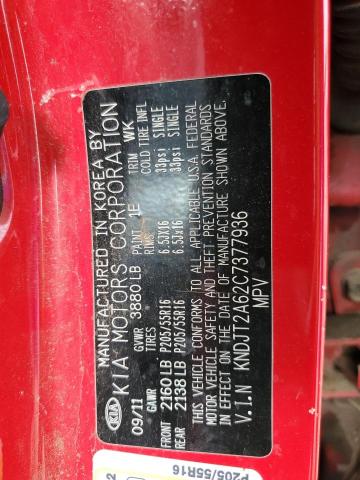 MANUFACTURED IN KOREA BY
KIA KIA MOTORS CORPORATION
09/11 GVWR 3880 LB PAINT 1E TRIM WK
GAWR TIRES RIMS COLD TIRE INFL
FRONT 2160 LB P205/55R16 6.5JX16 33psi SINGLE
REAR 2138 LB P205/55R16 6.5Jx16 33psi SINGLE
THIS VEHICLE CONFORMS TO ALL APPLICABLE U.S.A. FEDERAL
MOTOR VEHICLE SAFETY AND THEFT PREVENTION STANDARDS
IN EFFECT ON THE DATE OF MANUFACTURE SHOWN ABOVE.
V.I.N KNDJT2A62C7377936
MPV
P205/55R16